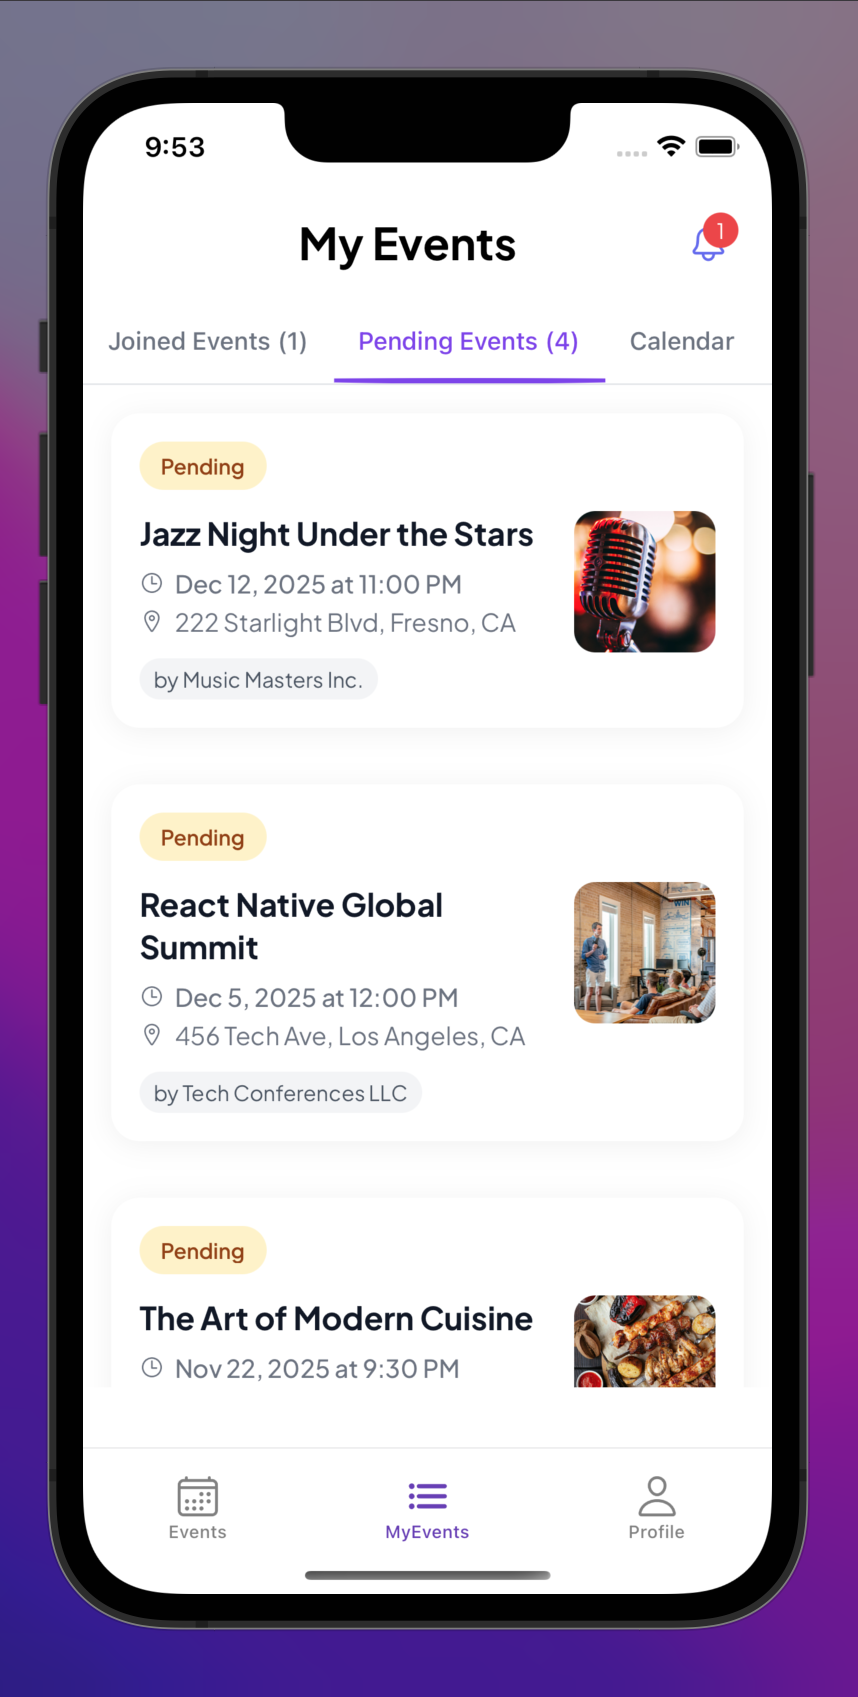 9:53
My Events
1
Joined Events (1)
Pending Events (4)
Calendar
Pending
Jazz Night Under the Stars
Dec 12, 2025 at 11:00 PM
222 Starlight Blvd, Fresno, CA
by Music Masters Inc.
Pending
React Native Global
Summit
Dec 5, 2025 at 12:00 PM
456 Tech Ave, Los Angeles, CA
by Tech Conferences LLC
WIN
Pending
The Art of Modern Cuisine
Nov 22, 2025 at 9:30 PM
Events
MyEvents
Profile